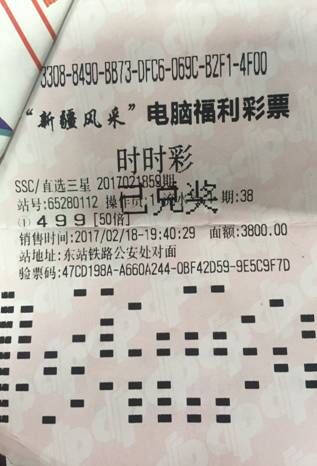 3308-8490-BB73-DFC6-069C-B2F1-4F00
“新疆风采”电脑福利彩票
时时彩
SSC/直选三星 2017021859期
站号:65280112 操作员 期:38
已兑奖
① 499 [50倍]
销售时间:2017/02/18-19:40:29 面额:3800.00
站地址:东站铁路公安处对面
验票码:47CD198A-A660A244-0BF42D59-9E5C9F7D